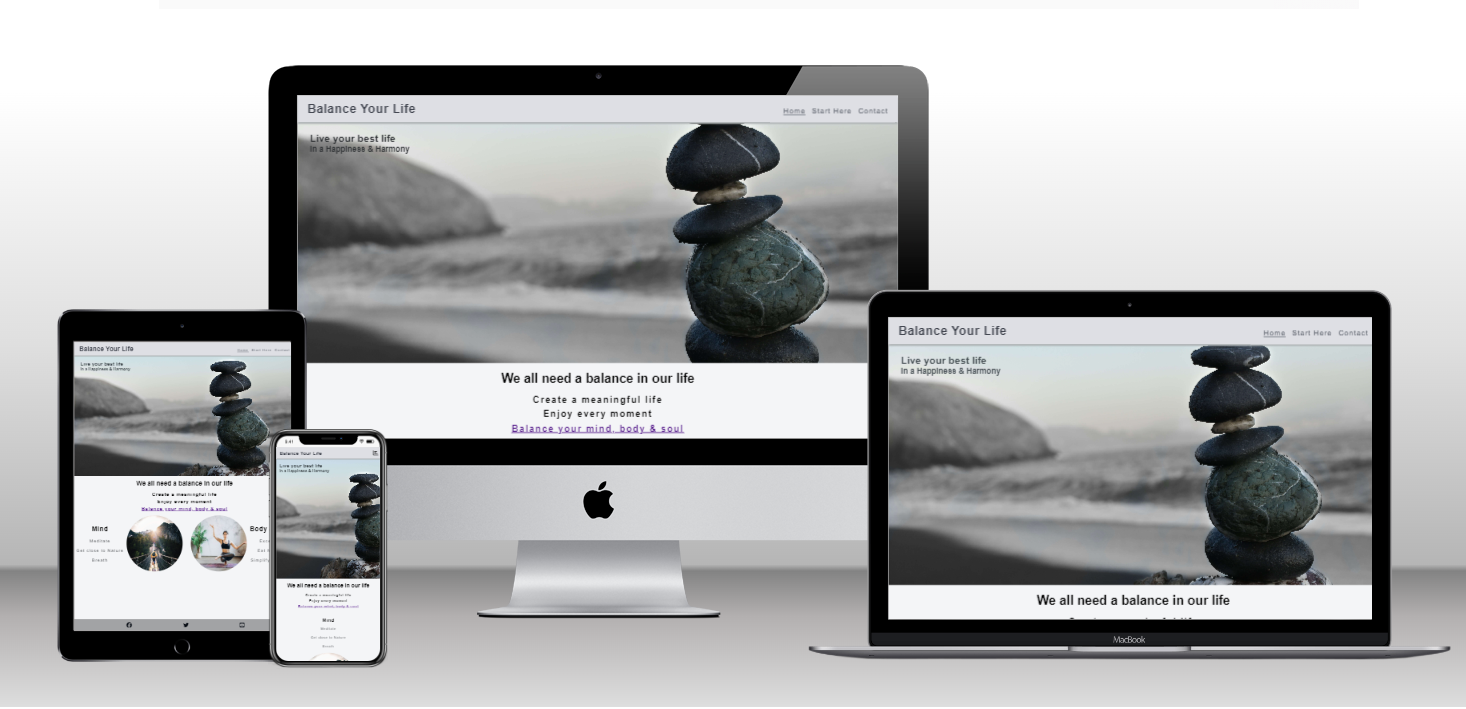 Balance Your Life
Home Start Here Contact
Live your best life
in a Happiness & Harmony
We all need a balance in our life
Create a meaningful life
Enjoy every moment
Balance your mind, body & soul
Balance Your Life
Home Start Here Contact
Live your best life
in a Happiness & Harmony
We all need a balance in our life
MacBook
Balance Your Life
Home Start Here Contact
Live your best life
in a Happiness & Harmony
We all need a balance in our life
Create a meaningful life
Enjoy every moment
Balance your mind, body & soul
Mind
Meditate
Get close to Nature
Breath
Body
Balance Your Life
Live your best life
in a Happiness & Harmony
We all need a balance in our life
Create a meaningful life
Enjoy every moment
Balance your mind, body & soul
Mind
Meditate
Get close to Nature
Breath